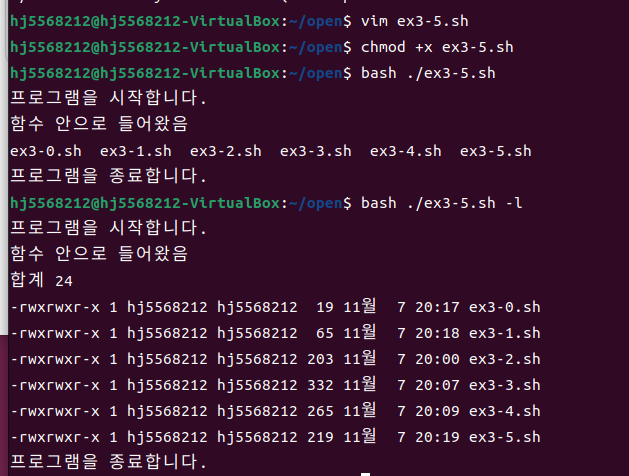 hj5568212@hj5568212-VirtualBox:~/open$ vim ex3-5.sh
hj5568212@hj5568212-VirtualBox:~/open$ chmod +x ex3-5.sh
hj5568212@hj5568212-VirtualBox:~/open$ bash ./ex3-5.sh
프로그램을 시작합니다.
함수 안으로 들어왔음
ex3-0.sh  ex3-1.sh  ex3-2.sh  ex3-3.sh  ex3-4.sh  ex3-5.sh
프로그램을 종료합니다.
hj5568212@hj5568212-VirtualBox:~/open$ bash ./ex3-5.sh -l
프로그램을 시작합니다.
함수 안으로 들어왔음
합계 24
-rwxrwxr-x 1 hj5568212 hj5568212  19 11월  7 20:17 ex3-0.sh
-rwxrwxr-x 1 hj5568212 hj5568212  65 11월  7 20:18 ex3-1.sh
-rwxrwxr-x 1 hj5568212 hj5568212 203 11월  7 20:00 ex3-2.sh
-rwxrwxr-x 1 hj5568212 hj5568212 332 11월  7 20:07 ex3-3.sh
-rwxrwxr-x 1 hj5568212 hj5568212 265 11월  7 20:09 ex3-4.sh
-rwxrwxr-x 1 hj5568212 hj5568212 219 11월  7 20:19 ex3-5.sh
프로그램을 종료합니다.